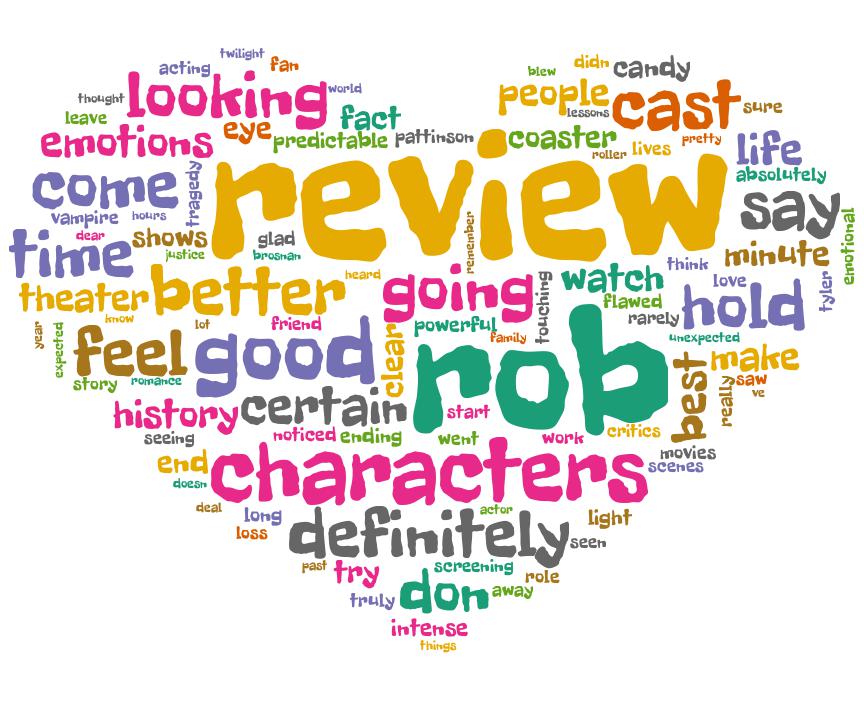 twilight
acting fan
blew didn candy
thought looking world
people cast sure
leave fact lessons
emotions eye predictable pattinson coaster pretty
roller lives life
come tragedy review absolutely
vampire hours say
dear shows glad remember emotional
time justice brosnan minute
think
theater better heard going touching watch love tyler
know flawed hold
year lot friend powerful rarely
expected feel good clear family rob unexpected
story romance best make
really saw
ve
history certain start
seeing noticed ending went work critics
end characters movies
doesn scenes
deal long actor light
loss definitely seen
past try screening role
truly don away
intense
things